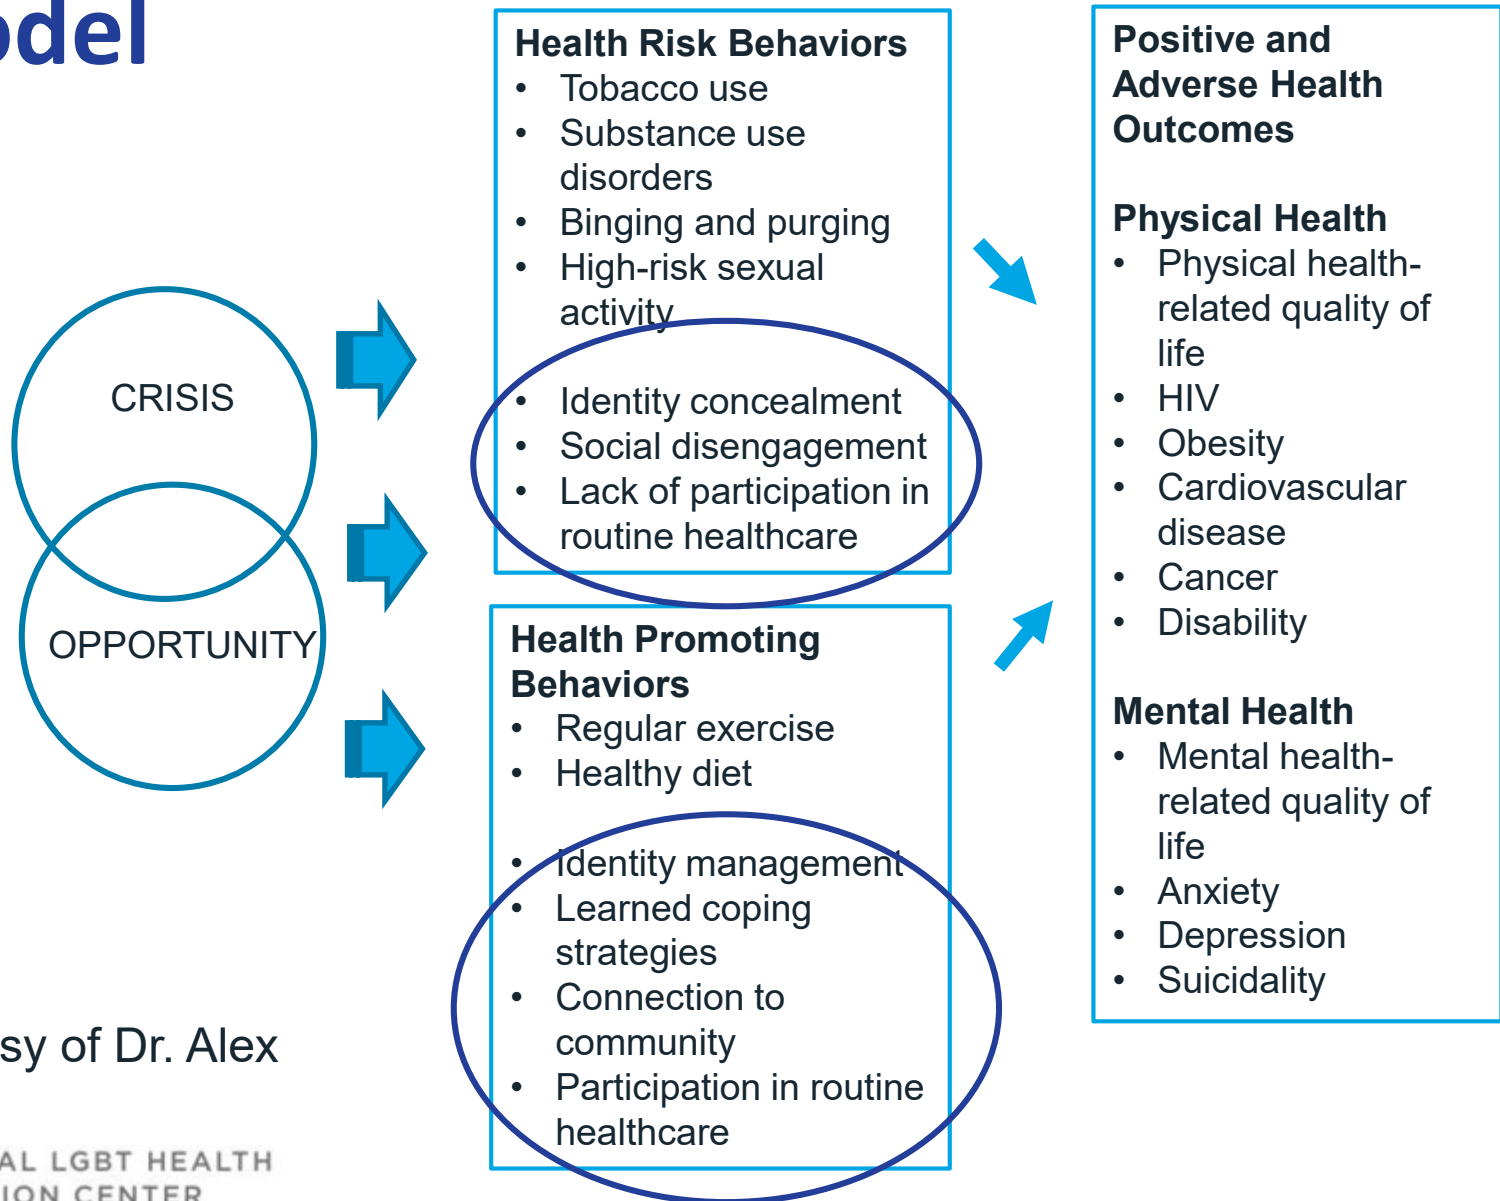 odel
CRISIS
OPPORTUNITY
Health Risk Behaviors
• Tobacco use
• Substance use
disorders
• Binging and purging
• High-risk sexual
activity
• Identity concealment
• Social disengagement
• Lack of participation in
routine healthcare
Health Promoting
Behaviors
• Regular exercise
• Healthy diet
• Identity management
• Learned coping
strategies
• Connection to
community
• Participation in routine
healthcare
Positive and
Adverse Health
Outcomes
Physical Health
• Physical health-
related quality of
life
• HIV
• Obesity
• Cardiovascular
disease
• Cancer
• Disability
Mental Health
• Mental health-
related quality of
life
• Anxiety
• Depression
• Suicidality
sy of Dr. Alex
AL LGBT HEALTH
ION CENTER